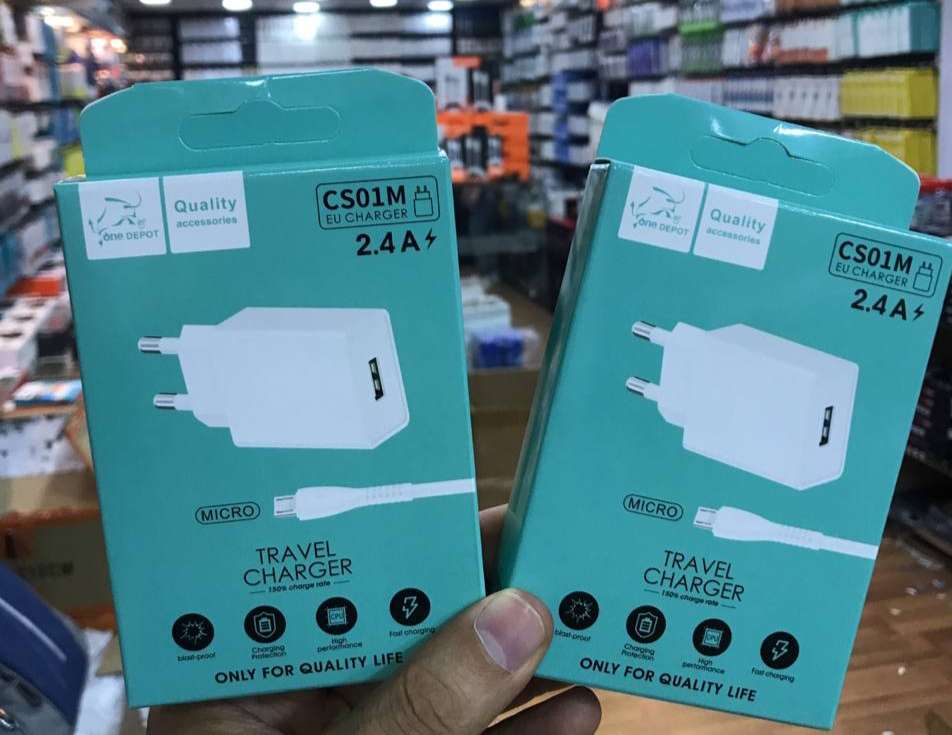 one DEPOT
Quality
accessories
CS01M
EU CHARGER
2.4A
MICRO
TRAVEL
CHARGER
150% charge rate
blast-proof
Charging
Protection
CPU
High
performance
Fast charging
ONLY FOR QUALITY LIFE
one DEPOT
Quality
accessories
CS01M
EU CHARGER
2.4A
MICRO
TRAVEL
CHARGER
150% charge rate
blast-proof
Charging
Protection
CPU
High
performance
Fast charging
ONLY FOR QUALITY LIFE